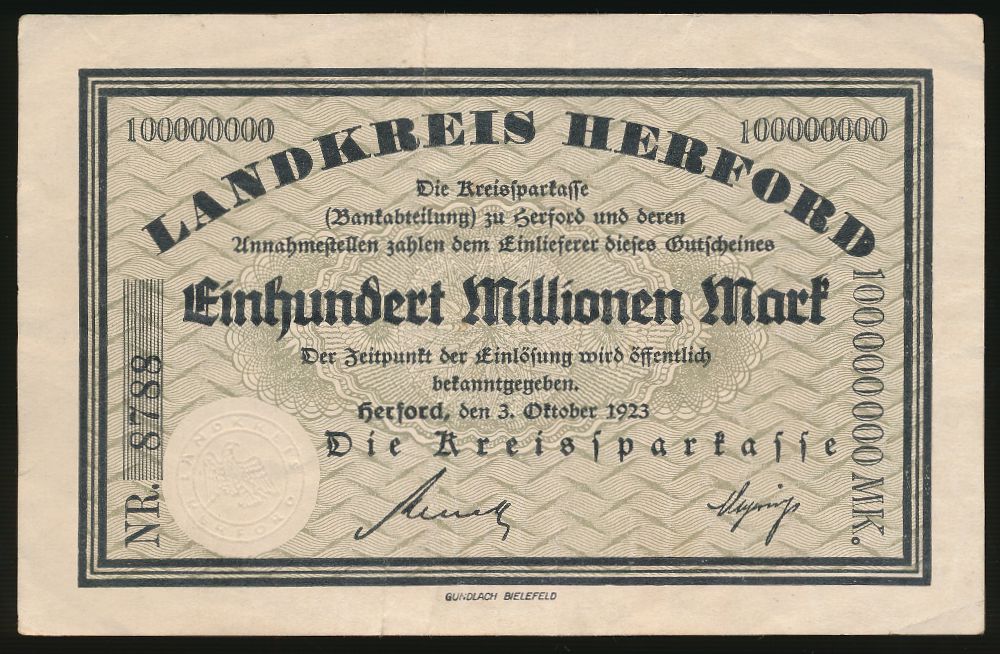 100000000
100000000
LANDKREIS HERFORD
Die Kreissparkasse
(Bankabteilung) zu Herford und deren
Annahmestellen zahlen dem Einlieferer dieses Gutscheines
Einhundert Millionen Mark
Der Zeitpunkt der Einlösung wird öffentlich
bekanntgegeben.
Herford, den 3. Oktober 1923
Die Kreissparkasse
NR. 8788
100000000 MK.
LANDKREIS HERFORD
GUNDLACH BIELEFELD